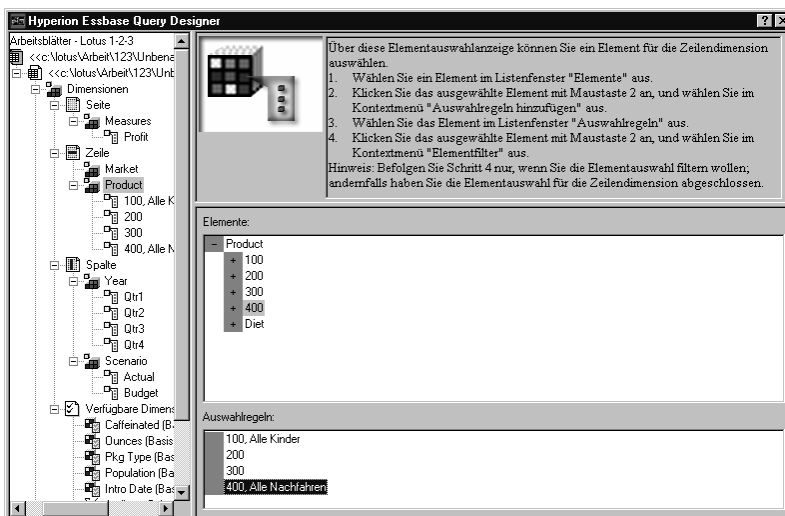 Hyperion Essbase Query Designer
Arbeitsblätter - Lotus 1-2-3
<<c:\lotus\Arbeit\123\Unbena
<<c:\lotus\Arbeit\123\Unb
Dimensionen
Seite
Measures
Profit
Zeile
Market
Product
100, Alle K
200
300
400, Alle N
Spalte
Year
Qtr1
Qtr2
Qtr3
Qtr4
Scenario
Actual
Budget
Verfügbare Dimens
Caffeinated (B
Ounces (Basis
Pkg Type (Bas
Population (Ba
Intro Date (Bas
Über diese Elementauswahlanzeige können Sie ein Element für die Zeilendimension
auswählen.
1. Wählen Sie ein Element im Listenfenster "Elemente" aus.
2. Klicken Sie das ausgewählte Element mit Maustaste 2 an, und wählen Sie im
Kontextmenü "Auswahlregeln hinzufügen" aus.
3. Wählen Sie das Element im Listenfenster "Auswahlregeln" aus.
4. Klicken Sie das ausgewählte Element mit Maustaste 2 an, und wählen Sie im
Kontextmenü "Elementfilter" aus.
Hinweis: Befolgen Sie Schritt 4 nur, wenn Sie die Elementauswahl filtern wollen;
andernfalls haben Sie die Elementauswahl für die Zeilendimension abgeschlossen.
Elemente:
Product
100
200
300
400
Diet
Auswahlregeln:
100, Alle Kinder
200
300
400, Alle Nachfahren